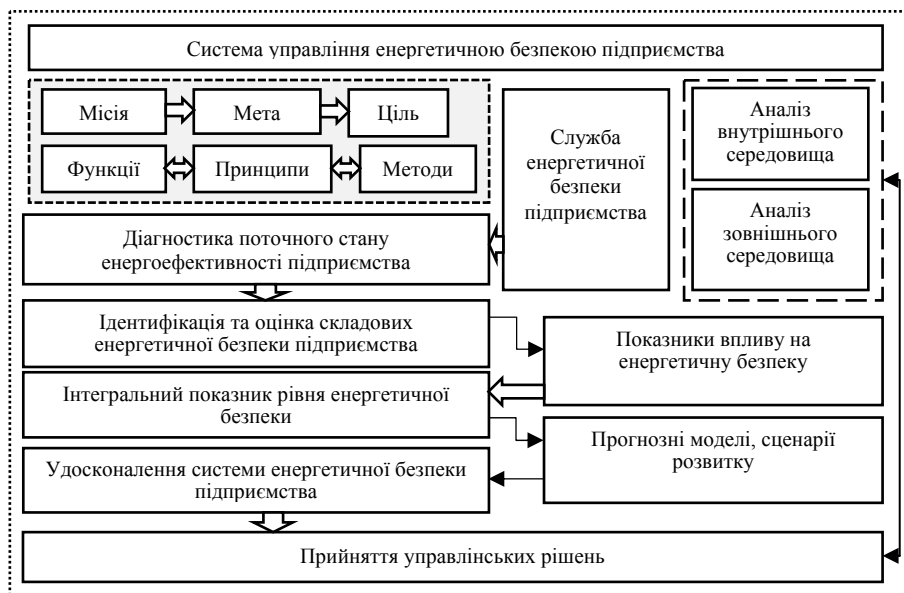 Система управління енергетичною безпекою підприємства
Місія
Мета
Ціль
Функції
Принципи
Методи
Служба
енергетичної
безпеки
підприємства
Аналіз
внутрішнього
середовища
Аналіз
зовнішнього
середовища
Діагностика поточного стану
енергоефективності підприємства
Ідентифікація та оцінка складових
енергетичної безпеки підприємства
Показники впливу на
енергетичну безпеку
Інтегральний показник рівня енергетичної
безпеки
Прогнозні моделі, сценарії
розвитку
Удосконалення системи енергетичної безпеки
підприємства
Прийняття управлінських рішень